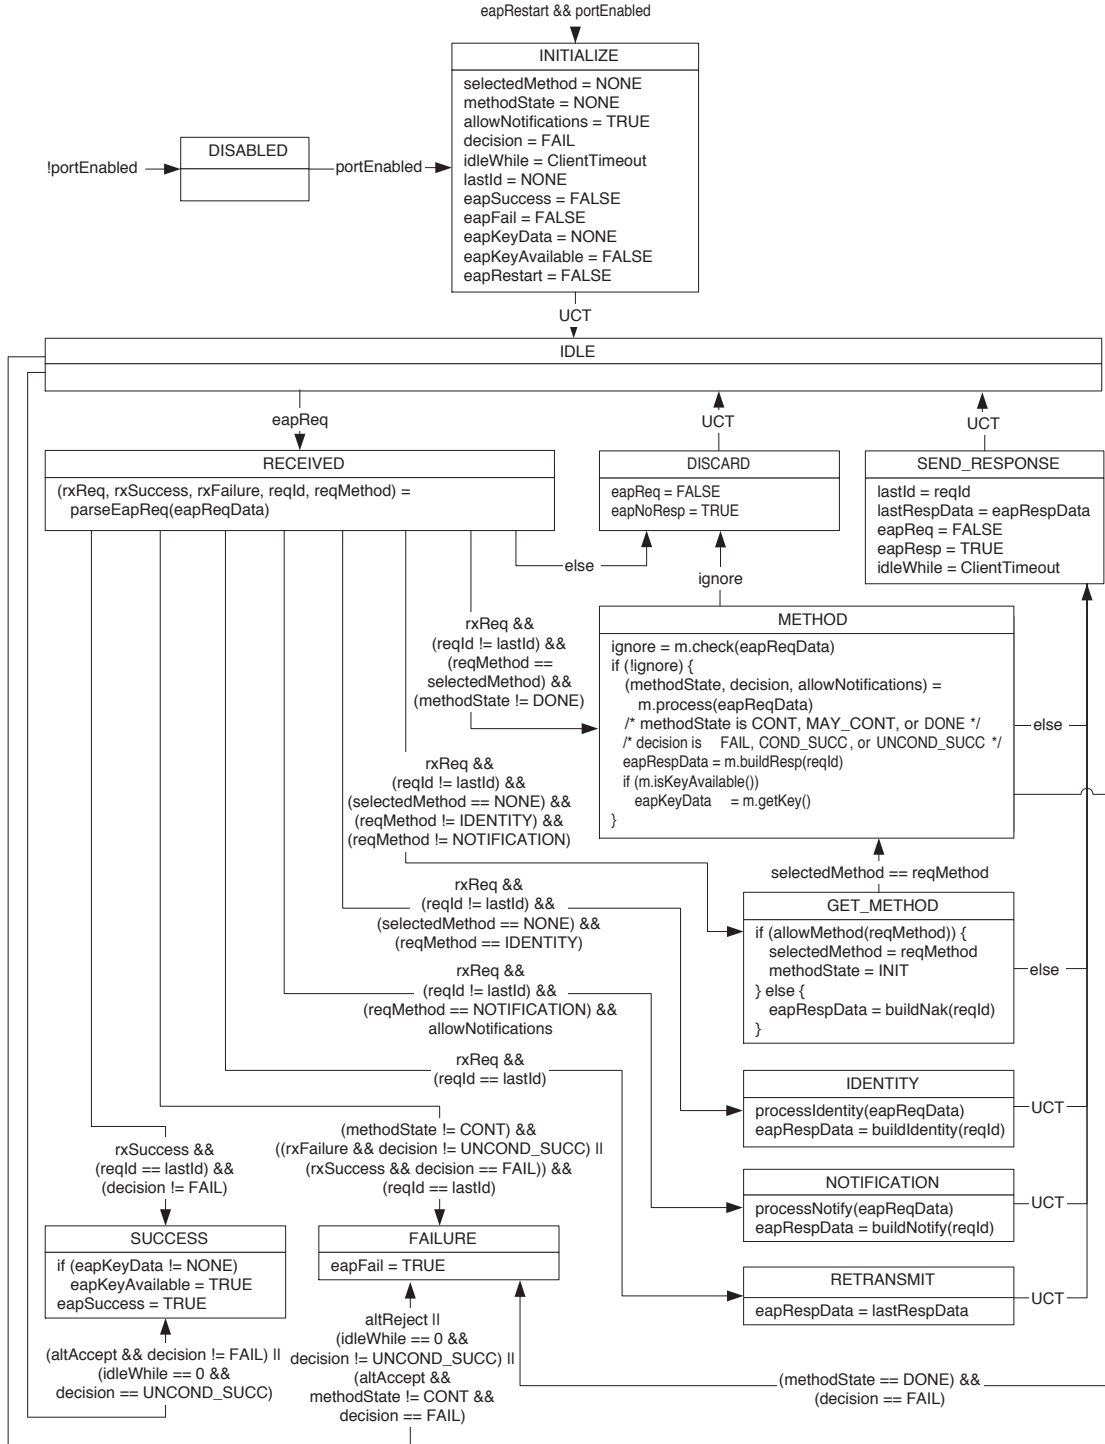 eapRestart && portEnabled
INITIALIZE
selectedMethod = NONE
methodState = NONE
allowNotifications = TRUE
decision = FAIL
idleWhile = ClientTimeout
lastId = NONE
eapSuccess = FALSE
eapFail = FALSE
eapKeyData = NONE
eapKeyAvailable = FALSE
eapRestart = FALSE
!portEnabled
DISABLED
portEnabled
UCT
IDLE
eapReq
UCT
UCT
RECEIVED
(rxReq, rxSuccess, rxFailure, reqId, reqMethod) =
parseEapReq(eapReqData)
DISCARD
eapReq = FALSE
eapNoResp = TRUE
SEND_RESPONSE
lastId = reqId
lastRespData = eapRespData
eapReq = FALSE
eapResp = TRUE
idleWhile = ClientTimeout
else
ignore
rxReq &&
(reqId != lastId) &&
(reqMethod ==
selectedMethod) &&
(methodState != DONE)
METHOD
ignore = m.check(eapReqData)
if (!ignore) {
(methodState, decision, allowNotifications) =
m.process(eapReqData)
/* methodState is CONT, MAY_CONT, or DONE */
/* decision is FAIL, COND_SUCC, or UNCOND_SUCC */
eapRespData = m.buildResp(reqId)
if (m.isKeyAvailable())
eapKeyData = m.getKey()
}
else
rxReq &&
(reqId != lastId) &&
(selectedMethod == NONE) &&
(reqMethod != IDENTITY) &&
(reqMethod != NOTIFICATION)
selectedMethod == reqMethod
GET_METHOD
if (allowMethod(reqMethod)) {
selectedMethod = reqMethod
methodState = INIT
} else {
eapRespData = buildNak(reqId)
}
else
rxReq &&
(reqId != lastId) &&
(selectedMethod == NONE) &&
(reqMethod == IDENTITY)
rxReq &&
(reqId != lastId) &&
(reqMethod == NOTIFICATION) &&
allowNotifications
rxReq &&
(reqId == lastId)
IDENTITY
processIdentity(eapReqData)
eapRespData = buildIdentity(reqId)
UCT
rxSuccess &&
(reqId == lastId) &&
(decision != FAIL)
(methodState != CONT) &&
((rxFailure && decision != UNCOND_SUCC) ||
(rxSuccess && decision == FAIL)) &&
(reqId == lastId)
NOTIFICATION
processNotify(eapReqData)
eapRespData = buildNotify(reqId)
UCT
SUCCESS
if (eapKeyData != NONE)
eapKeyAvailable = TRUE
eapSuccess = TRUE
FAILURE
eapFail = TRUE
RETRANSMIT
eapRespData = lastRespData
UCT
(altAccept && decision != FAIL) ||
(idleWhile == 0 &&
decision == UNCOND_SUCC)
altReject ||
(idleWhile == 0 &&
decision != UNCOND_SUCC) ||
(altAccept &&
methodState != CONT &&
decision == FAIL)
(methodState == DONE) &&
(decision == FAIL)